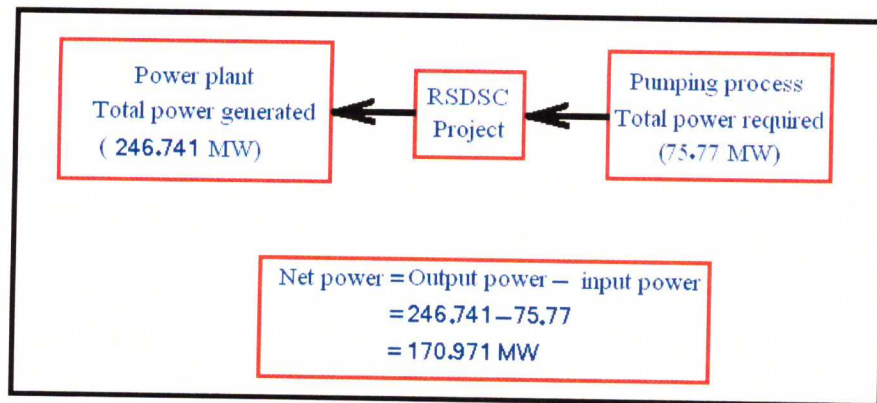 Power plant
Total power generated
( 246.741 MW)
RSDSC
Project
Pumping process
Total power required
(75.77 MW)
Net power = Output power – input power
= 246.741 – 75.77
= 170.971 MW